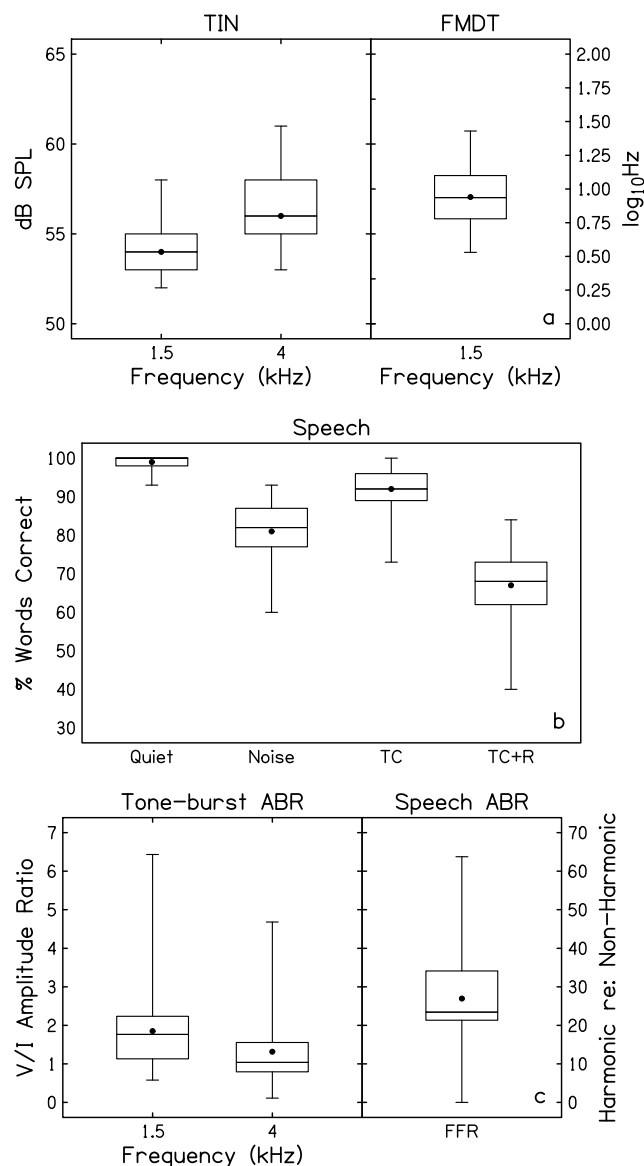 TIN
FMDT
65
60
55
50
dB SPL
2.00
1.75
1.50
1.25
1.00
0.75
0.50
0.25
0.00
log10Hz
a
1.5
4
1.5
Frequency (kHz)
Frequency (kHz)
Speech
100
90
80
70
60
50
40
30
% Words Correct
b
Quiet
Noise
TC
TC+R
Tone-burst ABR
Speech ABR
7
6
5
4
3
2
1
0
V/I Amplitude Ratio
70
60
50
40
30
20
10
0
Harmonic re: Non-Harmonic
c
1.5
4
FFR
Frequency (kHz)